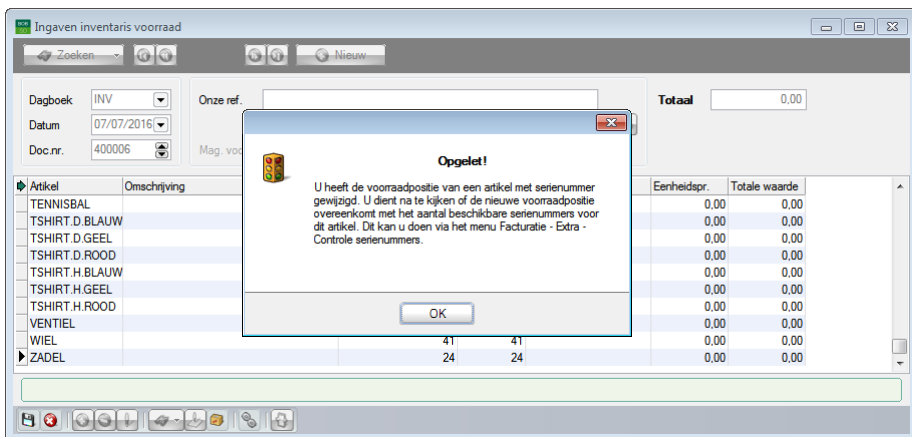 Ingaven inventaris voorraad
Zoeken Nieuw
Dagboek INV Onze ref. Totaal 0,00
Datum 07/07/2016
Doc.nr. 400006 Mag. voo
Opgelet!
U heeft de voorraadpositie van een artikel met serienummer
gewijzigd. U dient na te kijken of de nieuwe voorraadpositie
overeenkomt met het aantal beschikbare serienummers voor
dit artikel. Dit kan u doen via het menu Facturatie - Extra -
Controle serienummers.
OK
Artikel Omschrijving Eenheidspr. Totale waarde
TENNISBAL 0,00 0,00
TSHIRT.D.BLAUW 0,00 0,00
TSHIRT.D.GEEL 0,00 0,00
TSHIRT.D.ROOD 0,00 0,00
TSHIRT.H.BLAUW 0,00 0,00
TSHIRT.H.GEEL 0,00 0,00
TSHIRT.H.ROOD 0,00 0,00
VENTIEL 0,00 0,00
WIEL 41 41 0,00 0,00
ZADEL 24 24 0,00 0,00